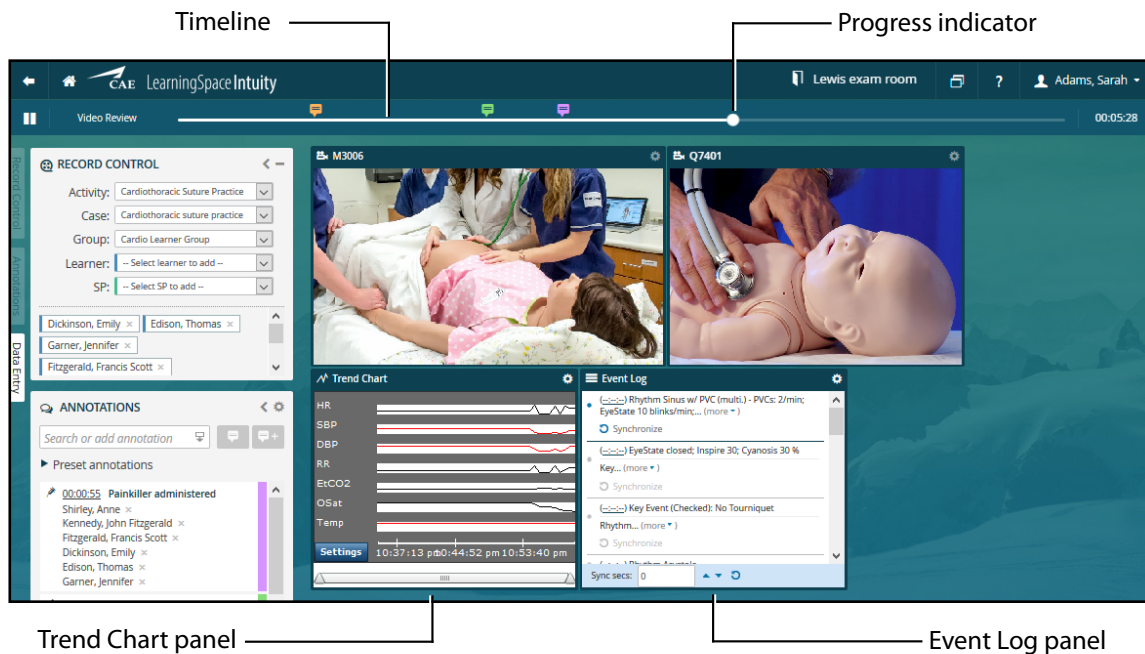 Timeline
Progress indicator
CAE LearningSpace Intuity
Lewis exam room
?
Adams, Sarah
Video Review
00:05:28
Record Control
Annotations
Data Entry
RECORD CONTROL
Activity: Cardiothoracic Suture Practice
Case: Cardiothoracic suture practice
Group: Cardio Learner Group
Learner: -- Select learner to add --
SP: -- Select SP to add --
Dickinson, Emily × Edison, Thomas ×
Garner, Jennifer ×
Fitzgerald, Francis Scott ×
ANNOTATIONS
Search or add annotation
Preset annotations
00:00:55 Painkiller administered
Shirley, Anne ×
Kennedy, John Fitzgerald ×
Fitzgerald, Francis Scott ×
Dickinson, Emily ×
Edison, Thomas ×
Garner, Jennifer ×
M3006
Q7401
Trend Chart
HR
SBP
DBP
RR
EtCO2
OSat
Temp
Settings
10:37:13 pm 10:44:52 pm 10:53:40 pm
Event Log
(--:--:--) Rhythm Sinus w/ PVC (multi.) - PVCs: 2/min;
EyeState 10 blinks/min;... (more )
Synchronize
(--:--:--) EyeState closed; Inspire 30; Cyanosis 30 %
Key... (more )
Synchronize
(--:--:--) Key Event (Checked): No Tourniquet
Rhythm... (more )
Synchronize
Sync secs: 0
Trend Chart panel
Event Log panel